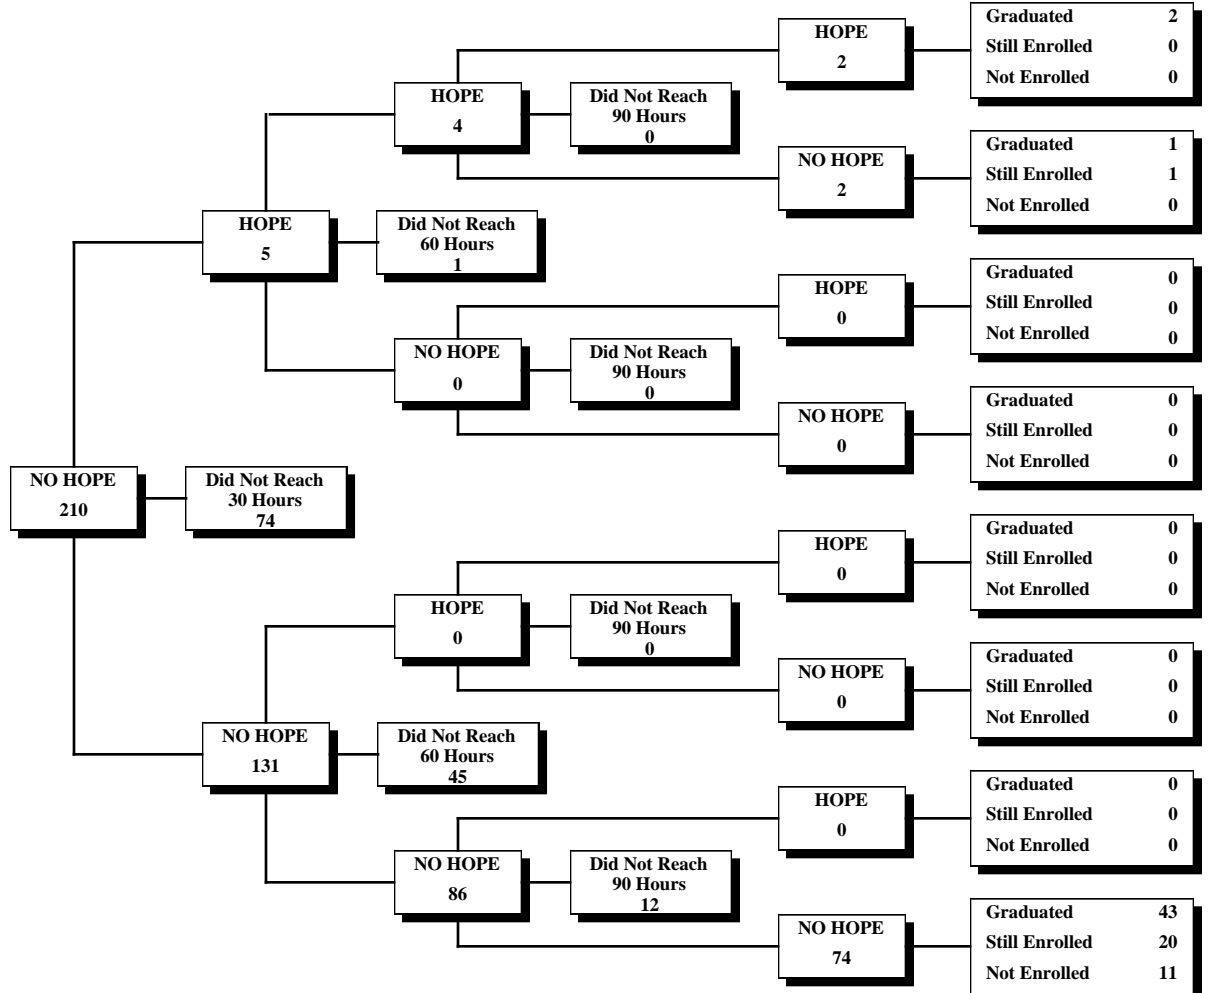 HOPE
2
Graduated 2
Still Enrolled 0
Not Enrolled 0
HOPE
4
Did Not Reach
90 Hours
0
NO HOPE
2
Graduated 1
Still Enrolled 1
Not Enrolled 0
HOPE
5
Did Not Reach
60 Hours
1
HOPE
0
Graduated 0
Still Enrolled 0
Not Enrolled 0
NO HOPE
0
Did Not Reach
90 Hours
0
NO HOPE
0
Graduated 0
Still Enrolled 0
Not Enrolled 0
NO HOPE
210
Did Not Reach
30 Hours
74
HOPE
0
Graduated 0
Still Enrolled 0
Not Enrolled 0
HOPE
0
Did Not Reach
90 Hours
0
NO HOPE
0
Graduated 0
Still Enrolled 0
Not Enrolled 0
NO HOPE
131
Did Not Reach
60 Hours
45
HOPE
0
Graduated 0
Still Enrolled 0
Not Enrolled 0
NO HOPE
86
Did Not Reach
90 Hours
12
NO HOPE
74
Graduated 43
Still Enrolled 20
Not Enrolled 11